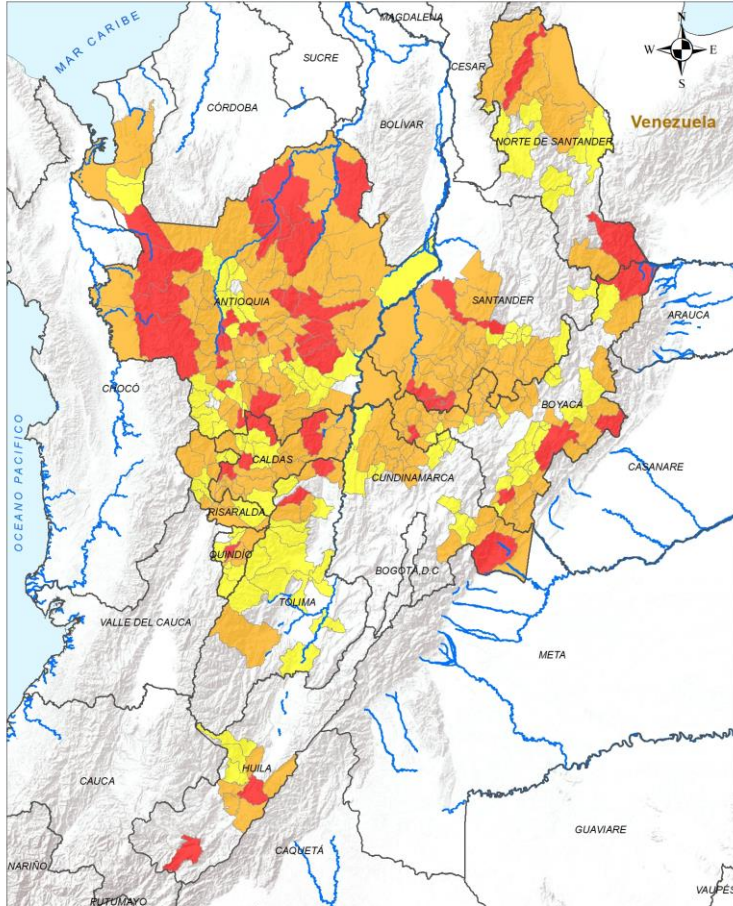 MAGDALENA
N
MAR CARIBE
SUCRE
CESAR
W
E
S
CÓRDOBA
BOLÍVAR
Venezuela
NORTE DE SANTANDER
ANTIOQUIA
SANTANDER
ARAUCA
CHOCÓ
BOYACÁ
OCEANO PACIFICO
CALDAS
CUNDINAMARCA
CASANARE
RISARALDA
QUINDÍO
BOGOTÁ,D.C
TOLIMA
VALLE DEL CAUCA
META
HUILA
CAUCA
GUAVIARE
NARIÑO
CAQUETÁ
PUTUMAYO
VAUPÉS